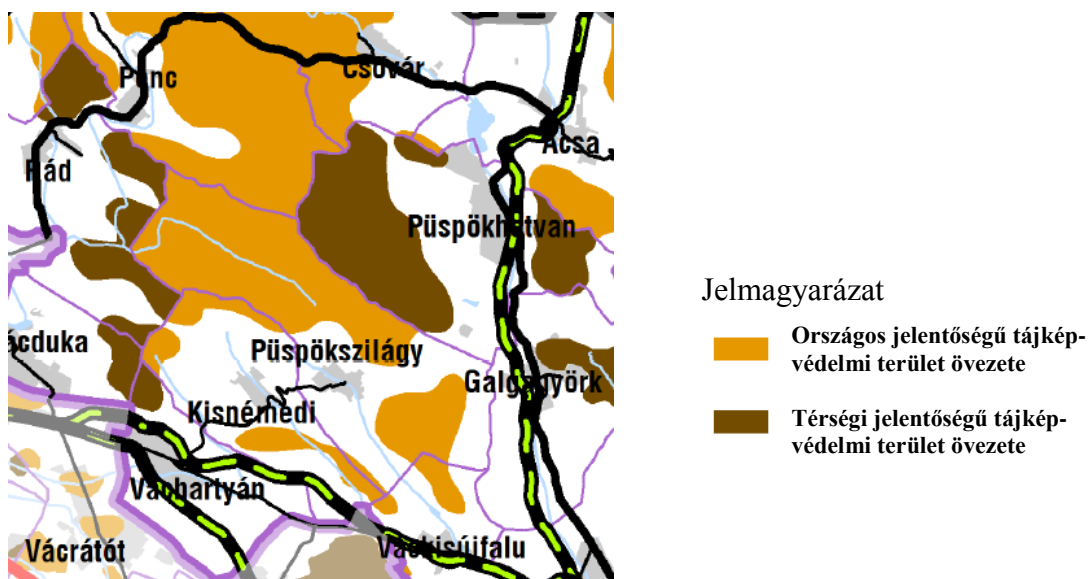 Penc
Csővár
Acsa
Rád
Püspökhatvan
Jelmagyarázat
Országos jelentőségű tájkép-
védelmi terület övezete
ácduka
Püspökszilágy
Galgagyörk
Kisnémedi
Térségi jelentőségű tájkép-
védelmi terület övezete
Váchartyán
Vácrátót
Váckisújfalu